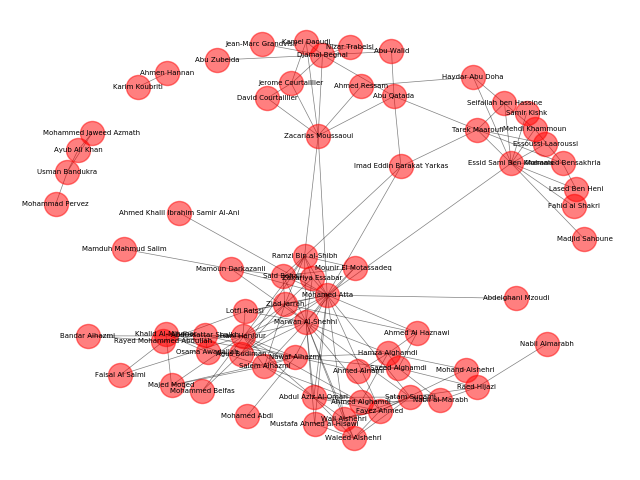 Jean-Marc Grandvisir
Kamel Daoudi
Nizar Trabelsi
Djamal Beghal
Abu Walid
Abu Zubeida
Ahmen Hannan
Karim Koubriti
Jerome Courtaillier
Ahmed Ressam
Haydar Abu Doha
David Courtaillier
Abu Qatada
Seifallah ben Hassine
Samir Kishk
Mohammed Jaweed Azmath
Zacarias Moussaoui
Tarek Maaroufi
Mehdi Khammoun
Essoussi Laaroussi
Ayub Ali Khan
Imad Eddin Barakat Yarkas
Essid Sami Ben Khemais
Mohamed Bensakhria
Usman Bandukra
Lased Ben Heni
Mohammad Pervez
Fahid al Shakri
Ahmed Khalil Ibrahim Samir Al-Ani
Madjid Sahoune
Mamduh Mahmud Salim
Ramzi Bin al-Shibh
Mamoun Darkazanli
Mounir El Motassadeq
Said Bahaji
Zakariya Essabar
Mohamed Atta
Abdelghani Mzoudi
Ziad Jarrah
Lotfi Raissi
Marwan Al-Shehhi
Bandar Alhazmi
Rayed Mohammed Abdullah
Hani Hanjour
Ahmed Al Haznawi
Nabil Almarabh
Osama Awadallah
Nawaf Alhazmi
Hamza Alghamdi
Faisal Al Salmi
Salem Alhazmi
Ahmed Alnami
Saeed Alghamdi
Mohand Alshehri
Majed Moqed
Mohammed Belfas
Raed Hijazi
Abdul Aziz Al-Omari
Ahmed Alghamdi
Satam Suqami
Nabil al-Marabh
Mohamed Abdi
Fayez Ahmed
Mustafa Ahmed al-Hisawi
Wail Alshehri
Waleed Alshehri